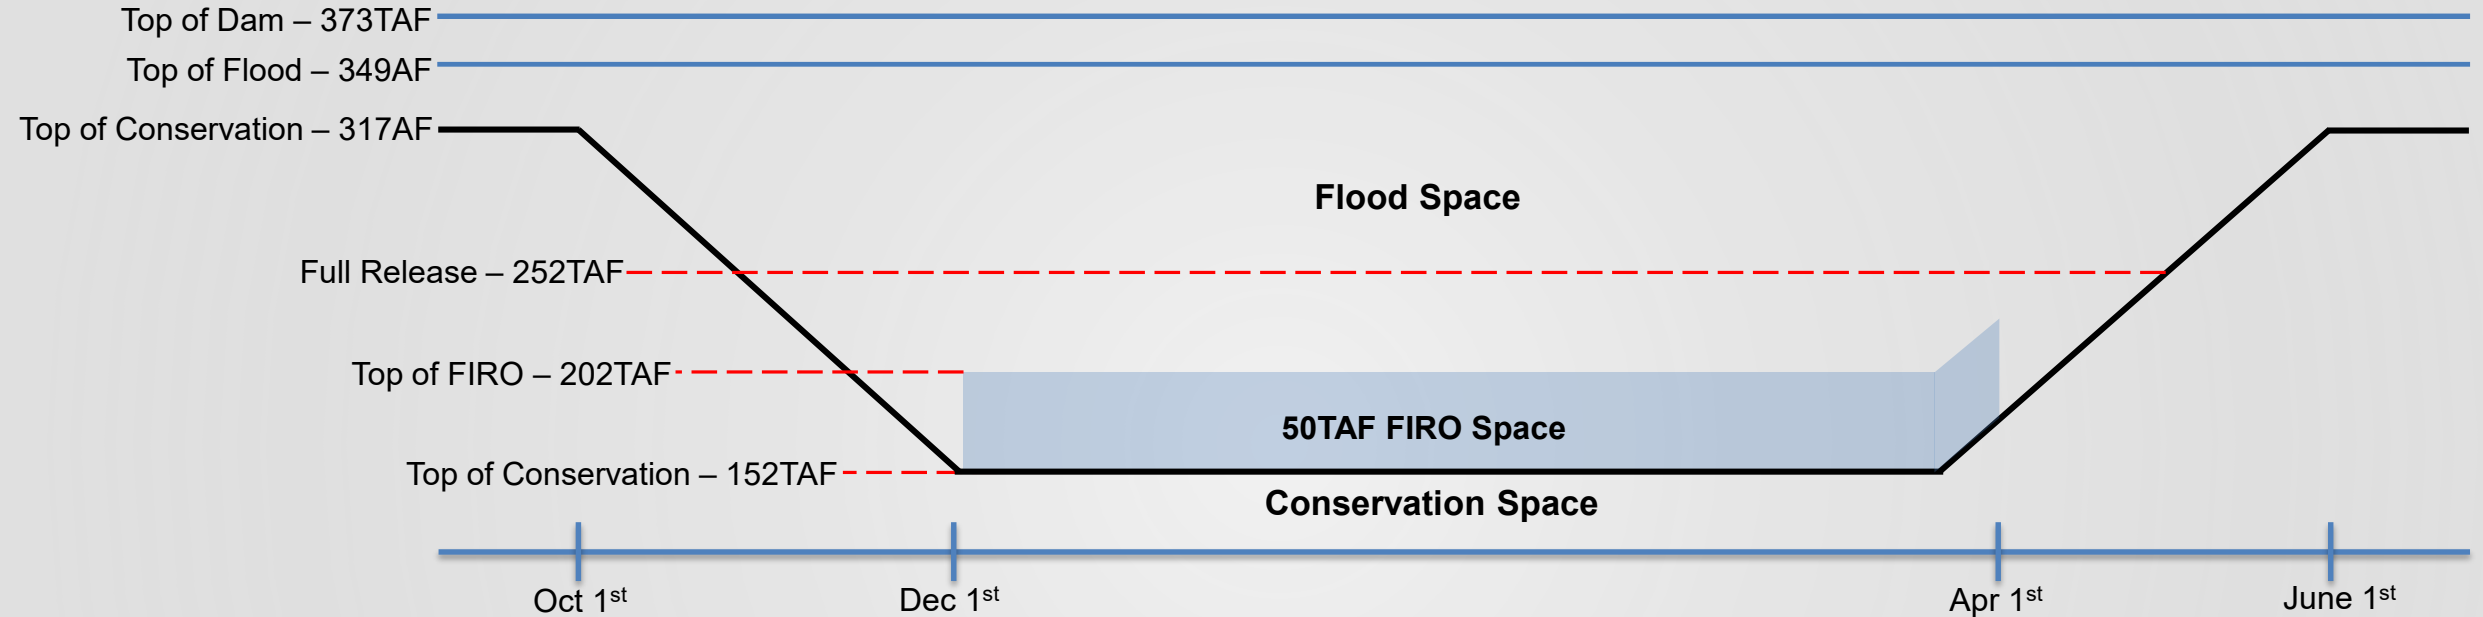 Top of Dam – 373TAF
Top of Flood – 349AF
Top of Conservation – 317AF
Flood Space
Full Release – 252TAF
Top of FIRO – 202TAF
50TAF FIRO Space
Top of Conservation – 152TAF
Conservation Space
Oct 1st
Dec 1st
Apr 1st
June 1st